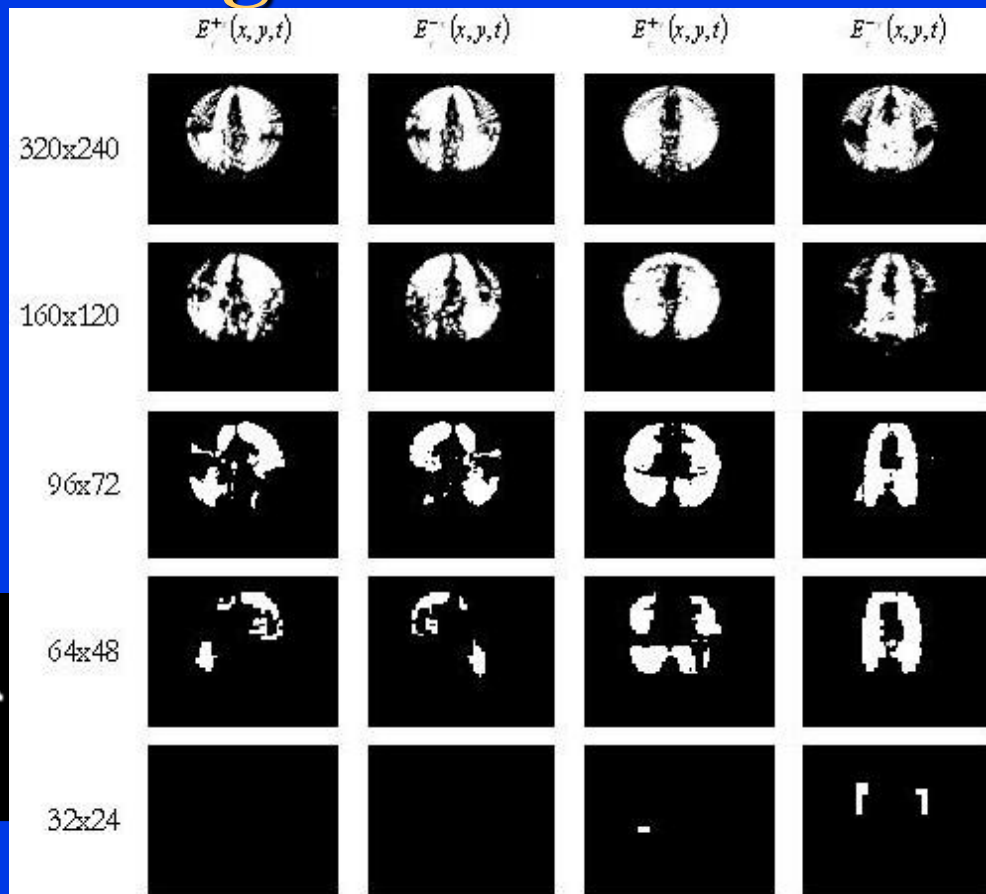 E⁺(x, y, t) E⁻(x, y, t) E⁺(x, y, t) E⁻(x, y, t)
320x240
160x120
96x72
64x48
32x24